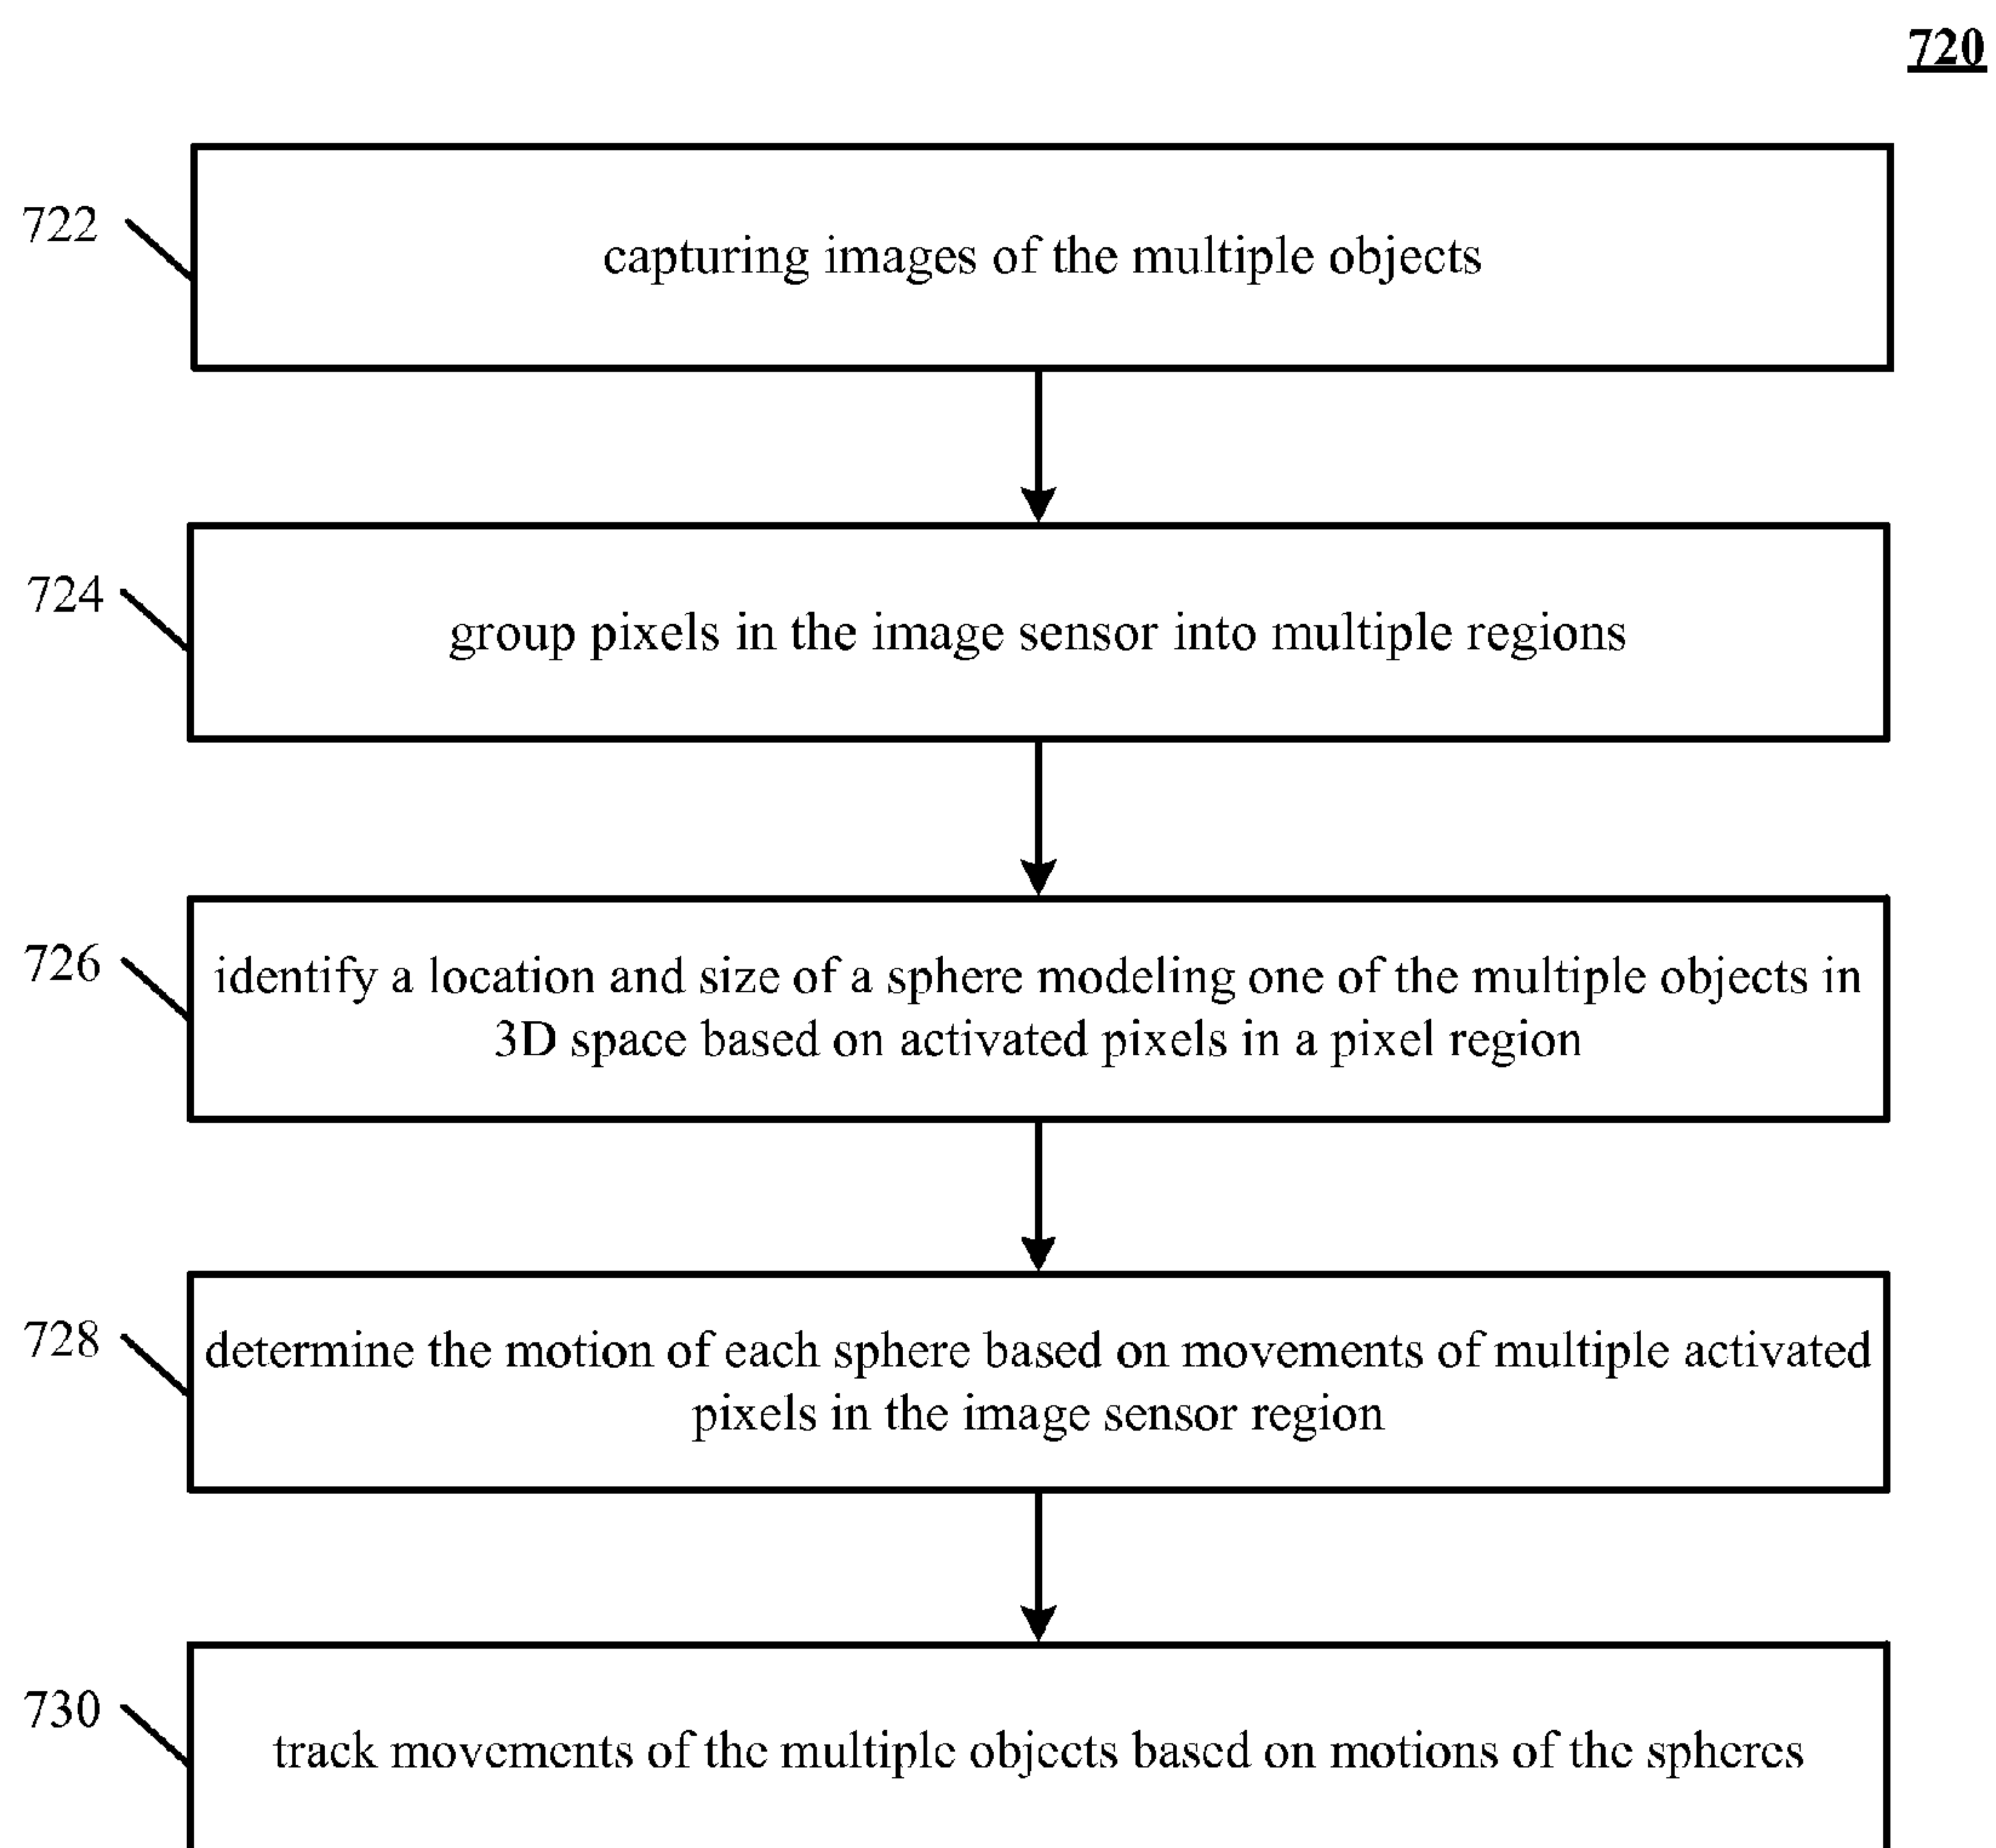 720
722
capturing images of the multiple objects
724
group pixels in the image sensor into multiple regions
726
identify a location and size of a sphere modeling one of the multiple objects in
3D space based on activated pixels in a pixel region
728
determine the motion of each sphere based on movements of multiple activated
pixels in the image sensor region
730
track movements of the multiple objects based on motions of the spheres